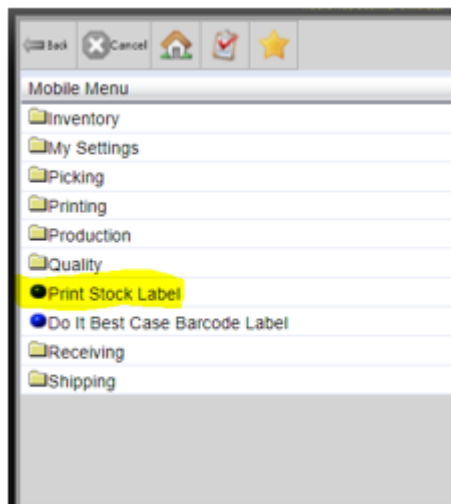 Back Cancel
Mobile Menu
Inventory
My Settings
Picking
Printing
Production
Quality
Print Stock Label
Do It Best Case Barcode Label
Receiving
Shipping